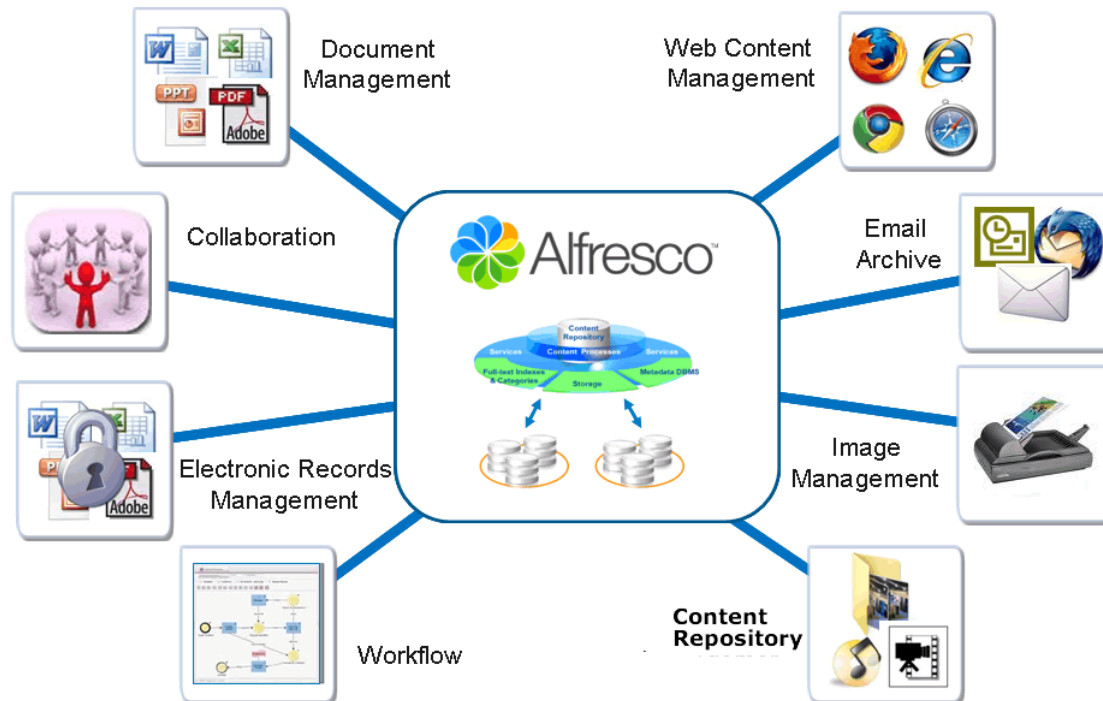 Document
Management
Web Content
Management
W
X
PPT
PDF
Adobe
Collaboration
Alfresco™
Email
Archive
Content
Repository
Services
Content Processes
Services
Full-text Indexes
& Categories
Storage
Metadata DBMS
W
X
Adobe
Electronic Records
Management
Image
Management
Workflow
Content
Repository